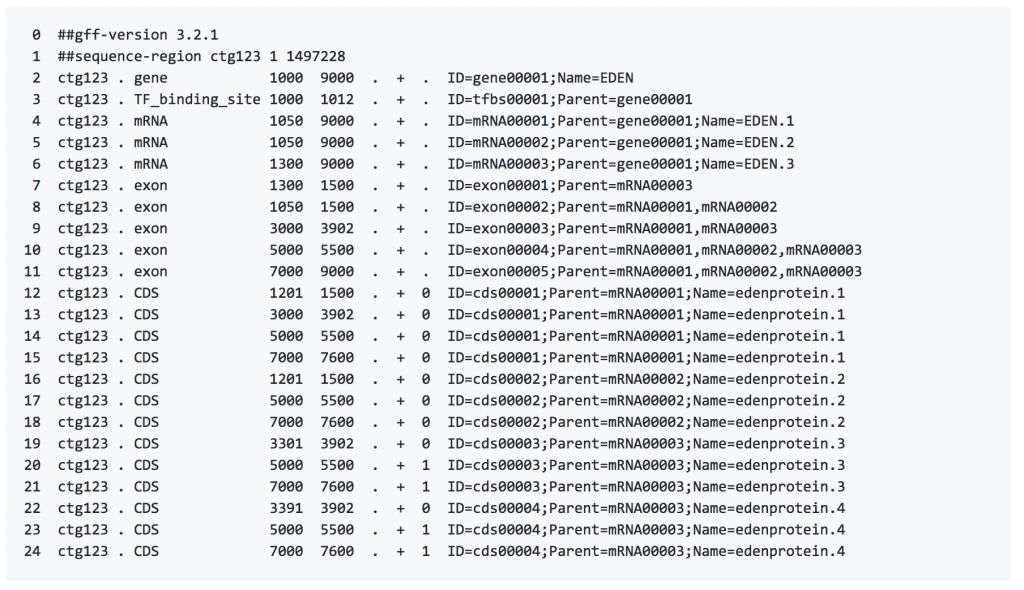 0 ##gff-version 3.2.1
1 ##sequence-region ctg123 1 1497228
2 ctg123 . gene 1000 9000 . + . ID=gene00001;Name=EDEN
3 ctg123 . TF_binding_site 1000 1012 . + . ID=tfbs00001;Parent=gene00001
4 ctg123 . mRNA 1050 9000 . + . ID=mRNA00001;Parent=gene00001;Name=EDEN.1
5 ctg123 . mRNA 1050 9000 . + . ID=mRNA00002;Parent=gene00001;Name=EDEN.2
6 ctg123 . mRNA 1300 9000 . + . ID=mRNA00003;Parent=gene00001;Name=EDEN.3
7 ctg123 . exon 1300 1500 . + . ID=exon00001;Parent=mRNA00003
8 ctg123 . exon 1050 1500 . + . ID=exon00002;Parent=mRNA00001,mRNA00002
9 ctg123 . exon 3000 3902 . + . ID=exon00003;Parent=mRNA00001,mRNA00003
10 ctg123 . exon 5000 5500 . + . ID=exon00004;Parent=mRNA00001,mRNA00002,mRNA00003
11 ctg123 . exon 7000 9000 . + . ID=exon00005;Parent=mRNA00001,mRNA00002,mRNA00003
12 ctg123 . CDS 1201 1500 . + 0 ID=cds00001;Parent=mRNA00001;Name=edenprotein.1
13 ctg123 . CDS 3000 3902 . + 0 ID=cds00001;Parent=mRNA00001;Name=edenprotein.1
14 ctg123 . CDS 5000 5500 . + 0 ID=cds00001;Parent=mRNA00001;Name=edenprotein.1
15 ctg123 . CDS 7000 7600 . + 0 ID=cds00001;Parent=mRNA00001;Name=edenprotein.1
16 ctg123 . CDS 1201 1500 . + 0 ID=cds00002;Parent=mRNA00002;Name=edenprotein.2
17 ctg123 . CDS 5000 5500 . + 0 ID=cds00002;Parent=mRNA00002;Name=edenprotein.2
18 ctg123 . CDS 7000 7600 . + 0 ID=cds00002;Parent=mRNA00002;Name=edenprotein.2
19 ctg123 . CDS 3301 3902 . + 0 ID=cds00003;Parent=mRNA00003;Name=edenprotein.3
20 ctg123 . CDS 5000 5500 . + 1 ID=cds00003;Parent=mRNA00003;Name=edenprotein.3
21 ctg123 . CDS 7000 7600 . + 1 ID=cds00003;Parent=mRNA00003;Name=edenprotein.3
22 ctg123 . CDS 3391 3902 . + 0 ID=cds00004;Parent=mRNA00003;Name=edenprotein.4
23 ctg123 . CDS 5000 5500 . + 1 ID=cds00004;Parent=mRNA00003;Name=edenprotein.4
24 ctg123 . CDS 7000 7600 . + 1 ID=cds00004;Parent=mRNA00003;Name=edenprotein.4